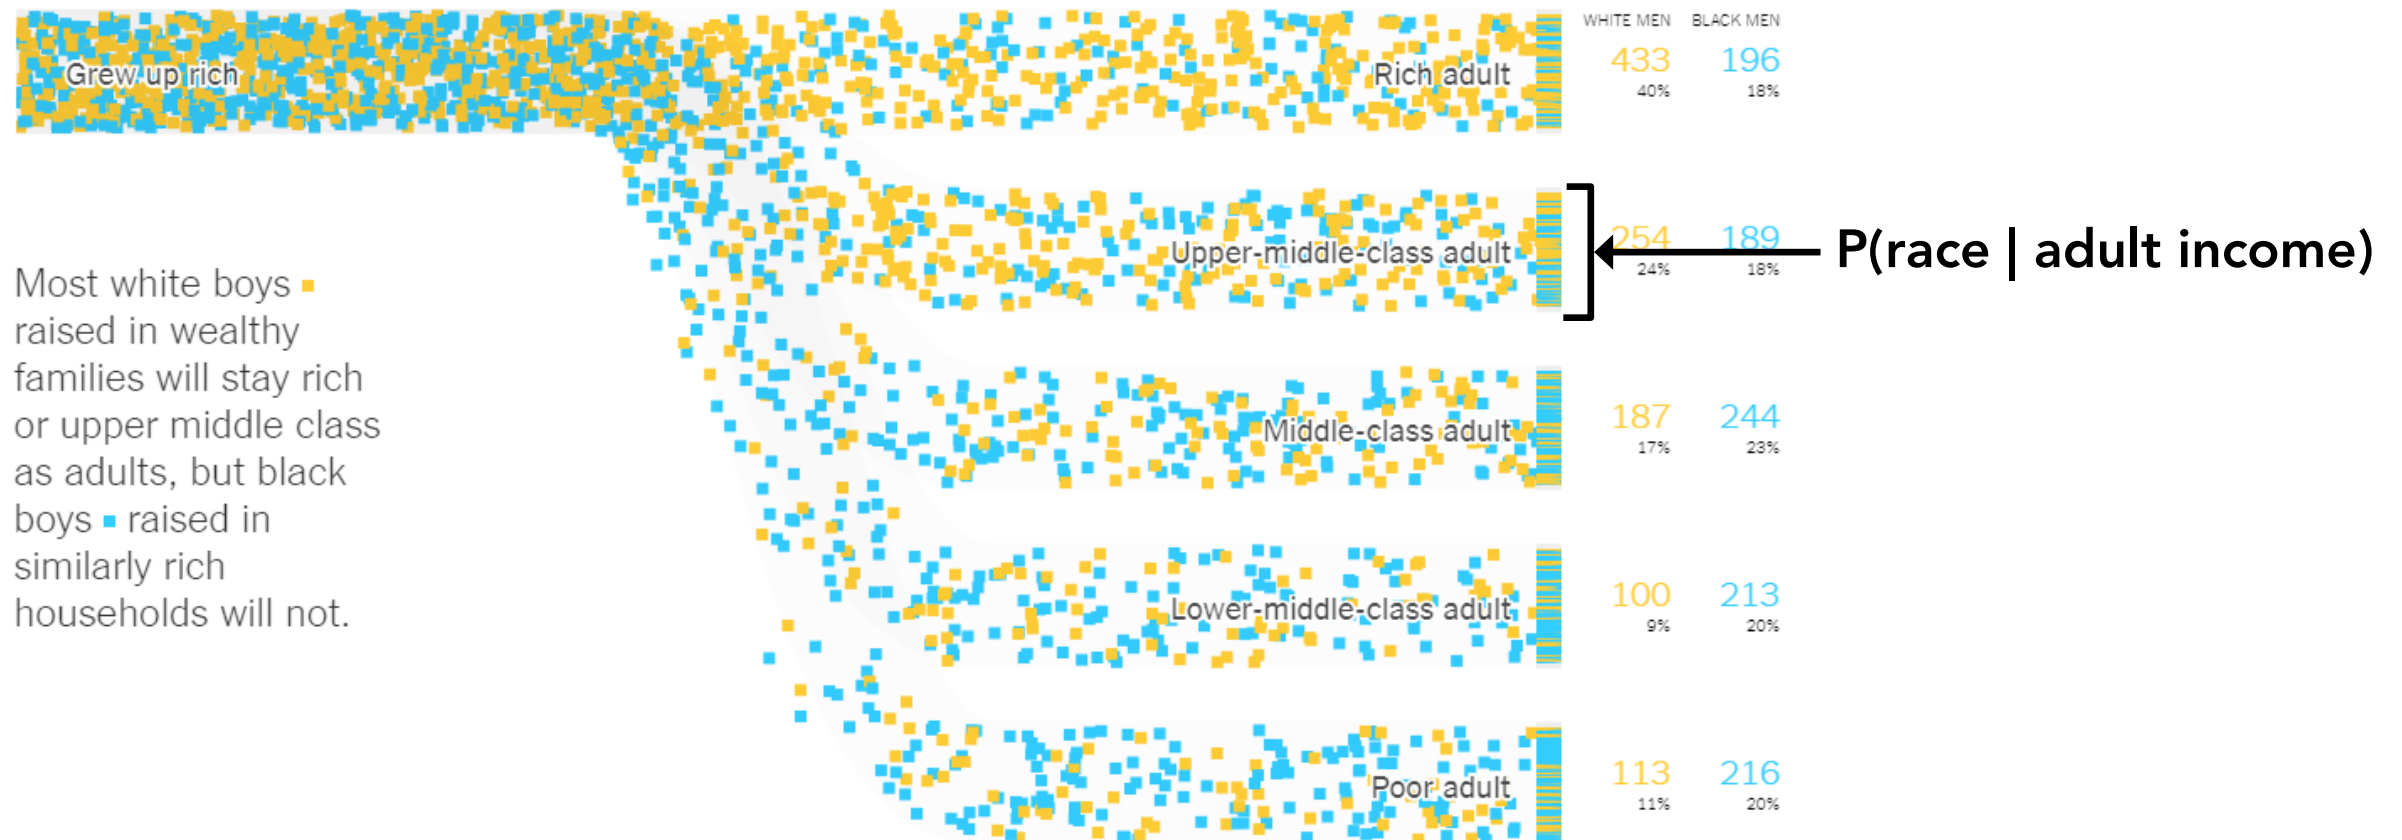 WHITE MEN BLACK MEN
Grew up rich
Rich adult
433 196
40% 18%
Upper-middle-class adult
254 189
24% 18%
P(race | adult income)
Most white boys
raised in wealthy
families will stay rich
or upper middle class
as adults, but black
boys raised in
similarly rich
households will not.
Middle-class adult
187 244
17% 23%
Lower-middle-class adult
100 213
9% 20%
Poor adult
113 216
11% 20%